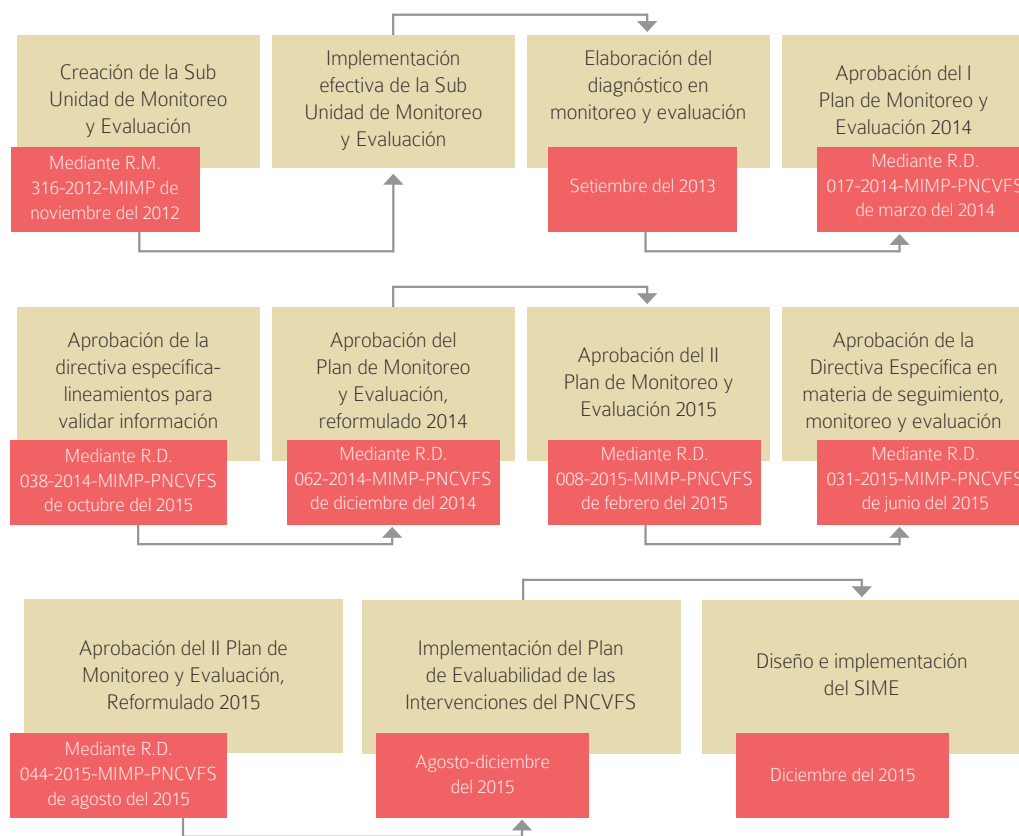 Creación de la Sub
Unidad de Monitoreo
y Evaluación
Mediante R.M.
316-2012-MIMP de
noviembre del 2012
Implementación
efectiva de la Sub
Unidad de Monitoreo
y Evaluación
Elaboración del
diagnóstico en
monitoreo y evaluación
Setiembre del 2013
Aprobación del I
Plan de Monitoreo y
Evaluación 2014
Mediante R.D.
017-2014-MIMP-PNCVFS
de marzo del 2014
Aprobación de la
directiva específica-
lineamientos para
validar información
Mediante R.D.
038-2014-MIMP-PNCVFS
de octubre del 2015
Aprobación del
Plan de Monitoreo
y Evaluación,
reformulado 2014
Mediante R.D.
062-2014-MIMP-PNCVFS
de diciembre del 2014
Aprobación del II
Plan de Monitoreo y
Evaluación 2015
Mediante R.D.
008-2015-MIMP-PNCVFS
de febrero del 2015
Aprobación de la
Directiva Específica en
materia de seguimiento,
monitoreo y evaluación
Mediante R.D.
031-2015-MIMP-PNCVFS
de junio del 2015
Aprobación del II Plan de
Monitoreo y Evaluación,
Reformulado 2015
Mediante R.D.
044-2015-MIMP-PNCVFS
de agosto del 2015
Implementación del Plan
de Evaluabilidad de las
Intervenciones del PNCVFS
Agosto-diciembre
del 2015
Diseño e implementación
del SIME
Diciembre del 2015